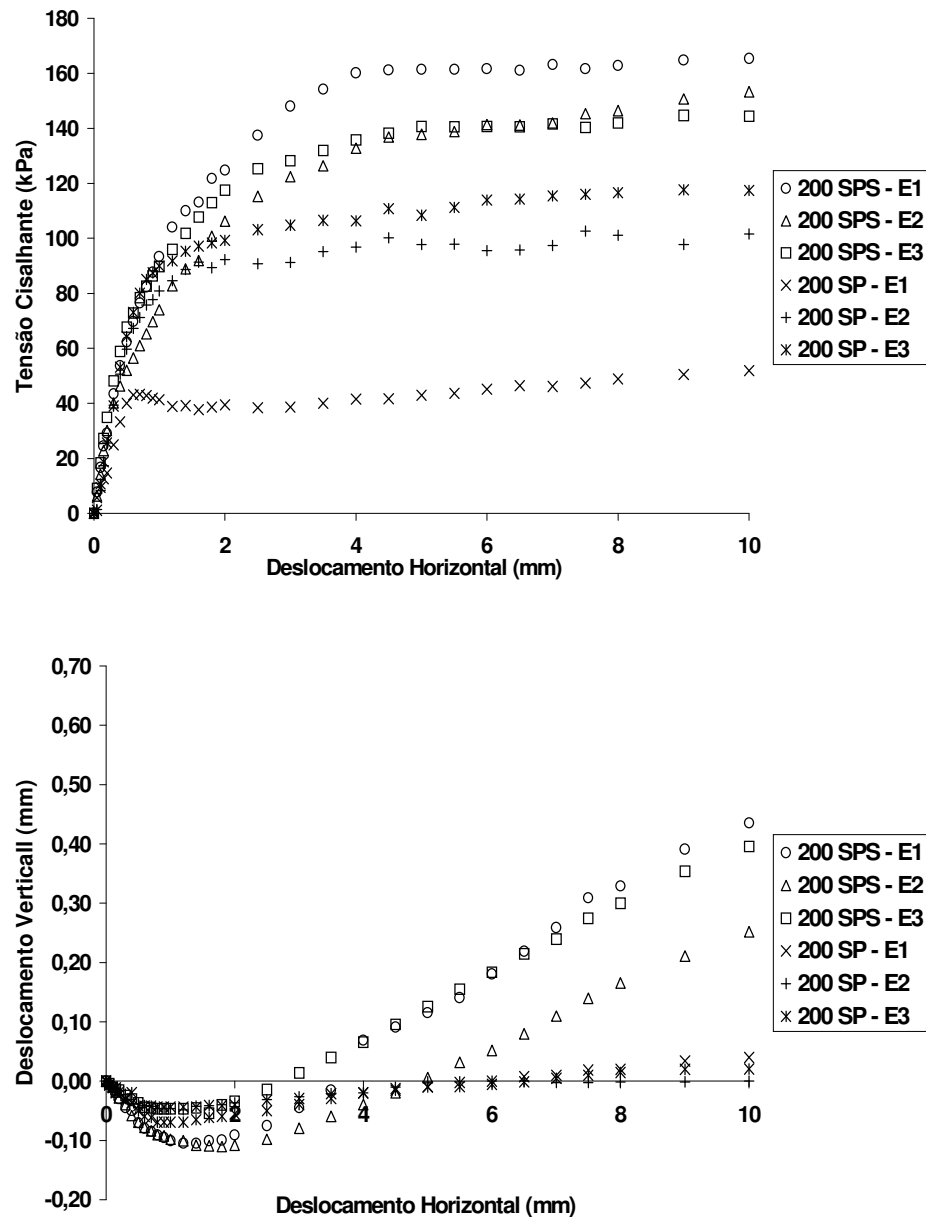 180
160
140
120
100
80
60
40
20
0
Tensão Cisalhante (kPa)
0 2 4 6 8 10
Deslocamento Horizontal (mm)
200 SPS - E1
200 SPS - E2
200 SPS - E3
200 SP - E1
200 SP - E2
200 SP - E3
0,70
0,60
0,50
0,40
0,30
0,20
0,10
0,00
-0,10
-0,20
Deslocamento Verticall (mm)
0 2 4 6 8 10
Deslocamento Horizontal (mm)
200 SPS - E1
200 SPS - E2
200 SPS - E3
200 SP - E1
200 SP - E2
200 SP - E3